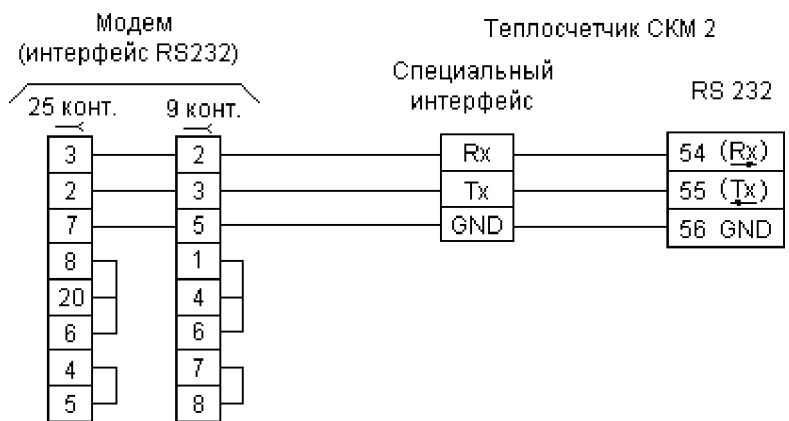 Модем
(интерфейс RS232)
Теплосчетчик СКМ 2
Специальный
интерфейс
RS 232
25 конт.
9 конт.
3
2
Rx
54 (Rx)
2
3
Tx
55 (Tx)
7
5
GND
56 GND
8
1
20
4
6
6
4
7
5
8